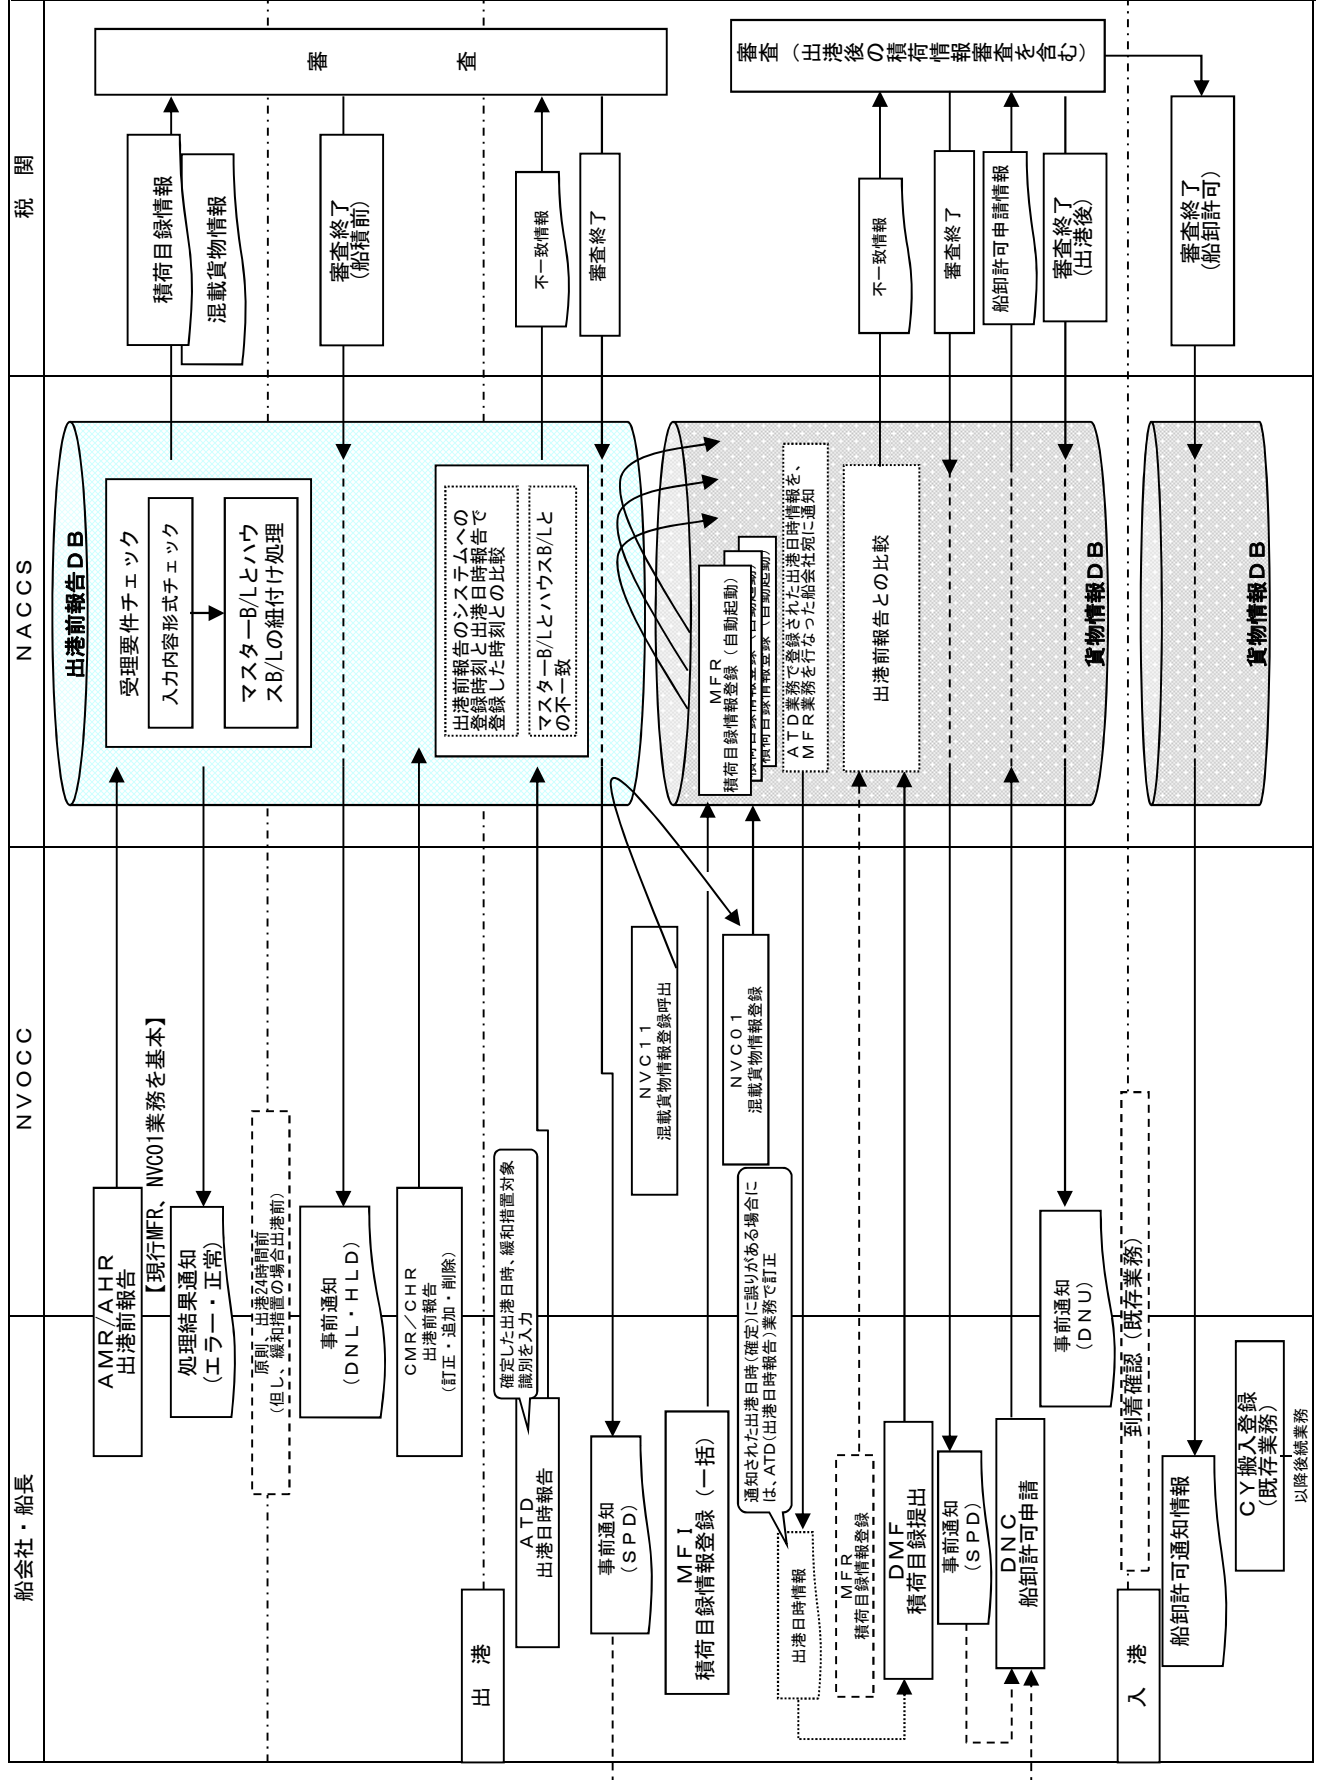 船会社・船長
ＮＶＯＣＣ
ＮＡＣＣＳ
税　関
AMR／AHR
出港前報告
【現行MFR、NVC01業務を基本】
処理結果通知
（エラー・正常）
原則、出港24時間前
（但し、緩和措置の場合出港前）
事前通知
（ＤＮＬ・ＨＬＤ）
CMR／CHR
出港前報告
（訂正・追加・削除）
出　港
確定した出港日時、緩和措置対象
識別を入力
ＡＴＤ
出港日時報告
事前通知
（ＳＰＤ）
ＮＶＣ１１
混載貨物情報登録呼出
ＭＦＩ
積荷目録情報登録（一括）
ＮＶＣ０１
混載貨物情報登録
通知された出港日時（確定）に誤りがある場合に
は、ATD（出港日時報告）業務で訂正
出港日時情報
ＭＦＲ
積荷目録情報登録
ＤＭＦ
積荷目録提出
事前通知
（ＳＰＤ）
ＤＮＣ
船卸許可申請
事前通知
（ＤＮＵ）
入　港
到着確認（既存業務）
船卸許可通知情報
ＣＹ搬入登録
（既存業務）
以降後続業務
出港前報告ＤＢ
受理要件チェック
入力内容形式チェック
マスターB/Lとハウ
スB/Lの紐付け処理
出港前報告のシステムへの
登録時刻と出港日時報告で
登録した時刻との比較
マスターB/LとハウスB/Lと
の不一致
ＭＦＲ
積荷目録情報登録（自動起動）
積荷目録情報登録（自動起動）
積荷目録情報登録（自動起動）
ＡＴＤ業務で登録された出港日時情報を、
ＭＦＲ業務を行なった船会社宛に通知
出港前報告との比較
貨物情報ＤＢ
貨物情報ＤＢ
審　査
積荷目録情報
混載貨物情報
審査終了
（船積前）
不一致情報
審査終了
審査（出港後の積荷情報審査を含む）
不一致情報
審査終了
船卸許可申請情報
審査終了
（出港後）
審査終了
（船卸許可）